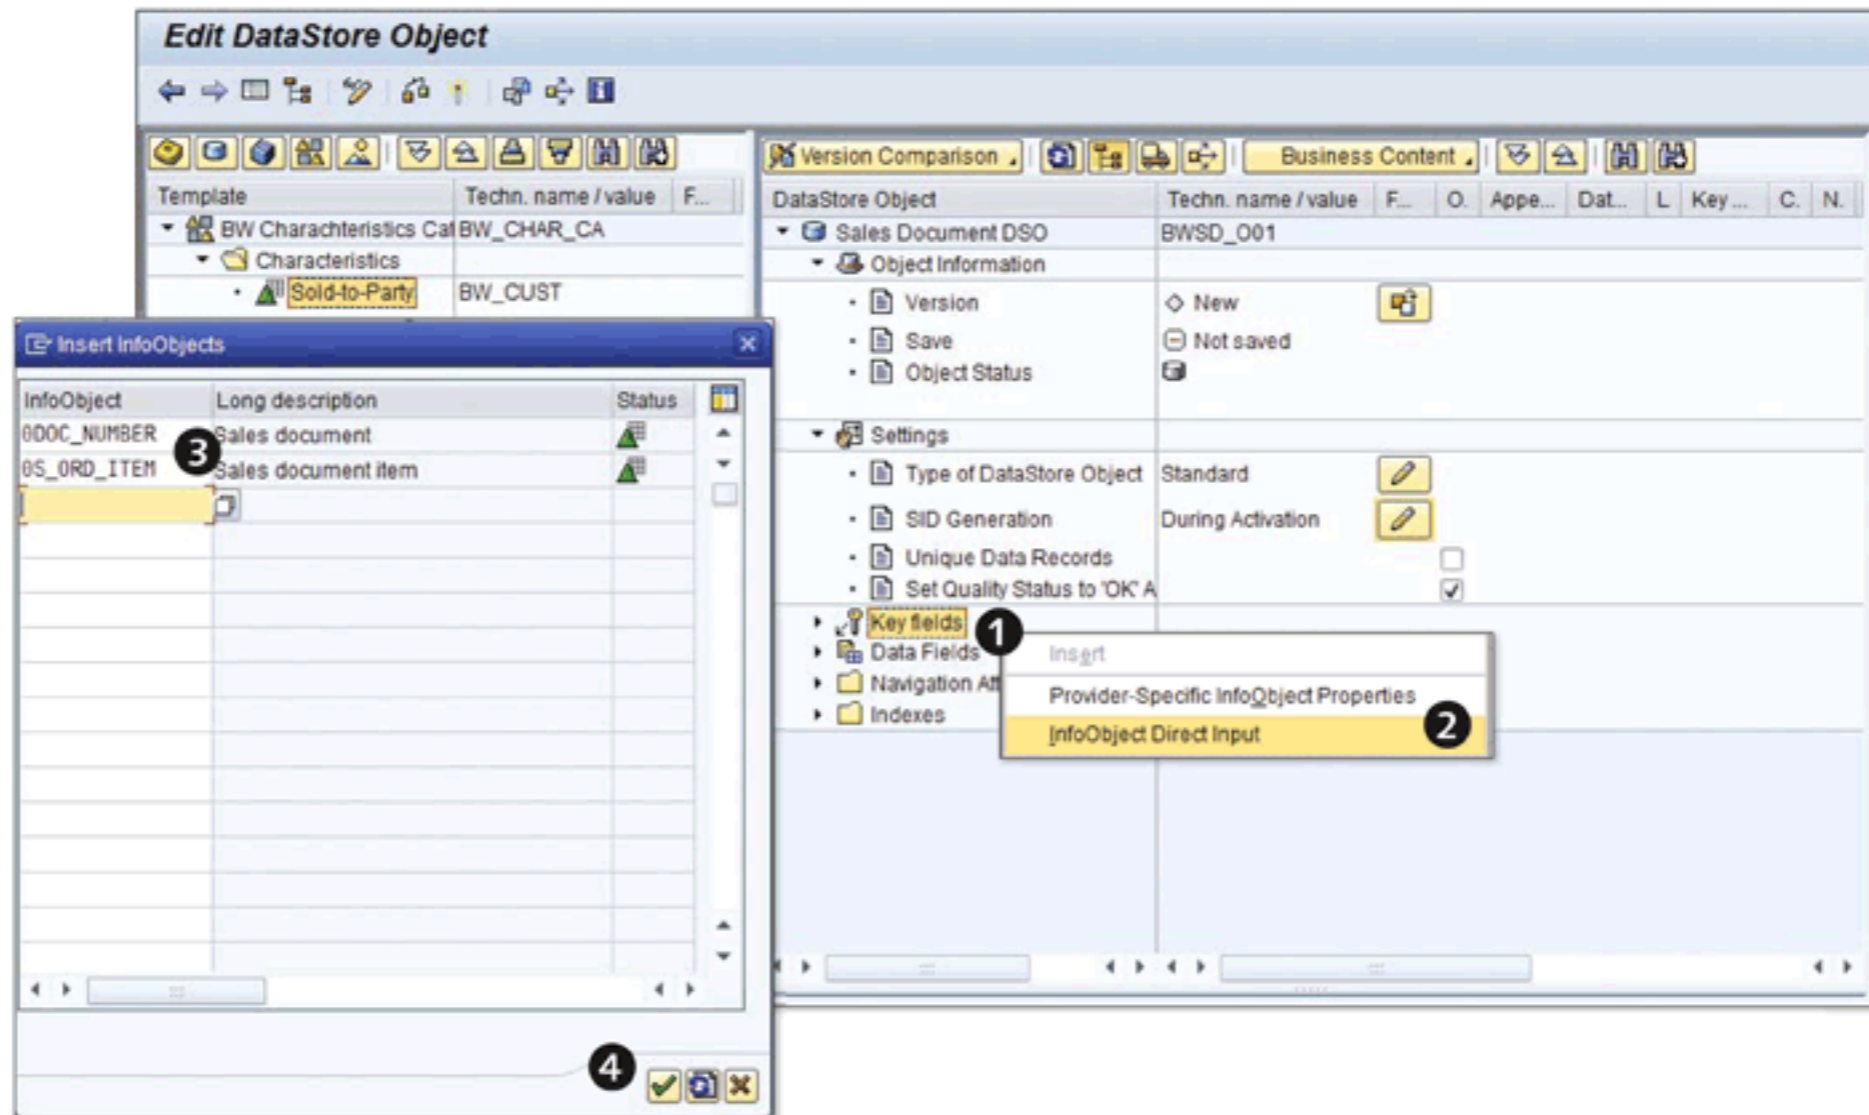 Edit DataStore Object
Version Comparison
Business Content
Template Techn. name / value F...
BW Charachteristics Cat BW_CHAR_CA
Characteristics
Sold-to-Party BW_CUST
DataStore Object Techn. name / value F... O. Appe... Dat... L Key ... C. N.
Sales Document DSO BWSD_O01
Object Information
Version New
Save Not saved
Object Status
Settings
Type of DataStore Object Standard
SID Generation During Activation
Unique Data Records
Set Quality Status to 'OK' A
Key fields 1
Data Fields
Navigation Att
Indexes
Insert
Provider-Specific InfoObject Properties
InfoObject Direct Input 2
Insert InfoObjects
InfoObject Long description Status
0DOC_NUMBER Sales document
3
0S_ORD_ITEM Sales document item
4